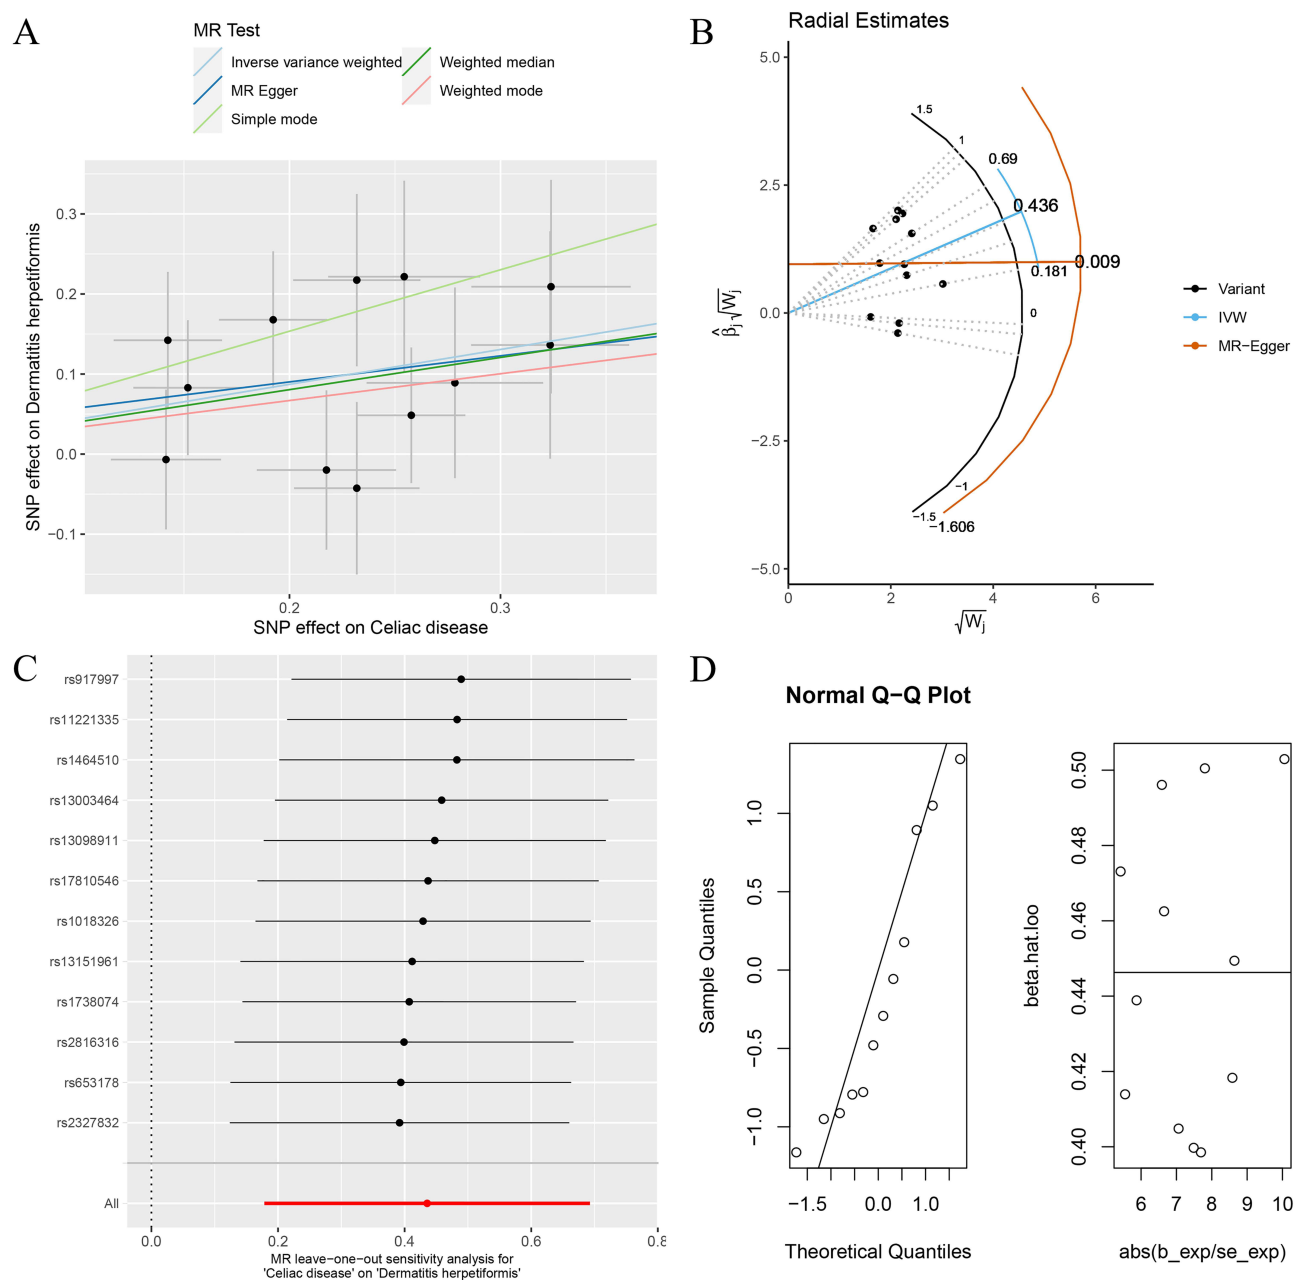 A
MR Test
Inverse variance weighted
Weighted median
MR Egger
Weighted mode
Simple mode
SNP effect on Dermatitis herpetiformis
0.3
0.2
0.1
0.0
−0.1
0.2
0.3
SNP effect on Celiac disease
B
Radial Estimates
5.0
2.5
0.0
−2.5
−5.0
β̂j√Wj
1.5
1
0.69
0.436
0.181
0.009
0
−1
−1.5
−1.606
0
2
4
6
√Wj
Variant
IVW
MR−Egger
C
rs917997
rs11221335
rs1464510
rs13003464
rs13098911
rs17810546
rs1018326
rs13151961
rs1738074
rs2816316
rs653178
rs2327832
All
0.0
0.2
0.4
0.6
0.8
MR leave−one−out sensitivity analysis for
'Celiac disease' on 'Dermatitis herpetiformis'
D
Normal Q−Q Plot
Sample Quantiles
1.0
0.5
0.0
−0.5
−1.0
−1.5
0.0
1.0
Theoretical Quantiles
beta.hat.loo
0.50
0.48
0.46
0.44
0.42
0.40
6
7
8
9
10
abs(b_exp/se_exp)